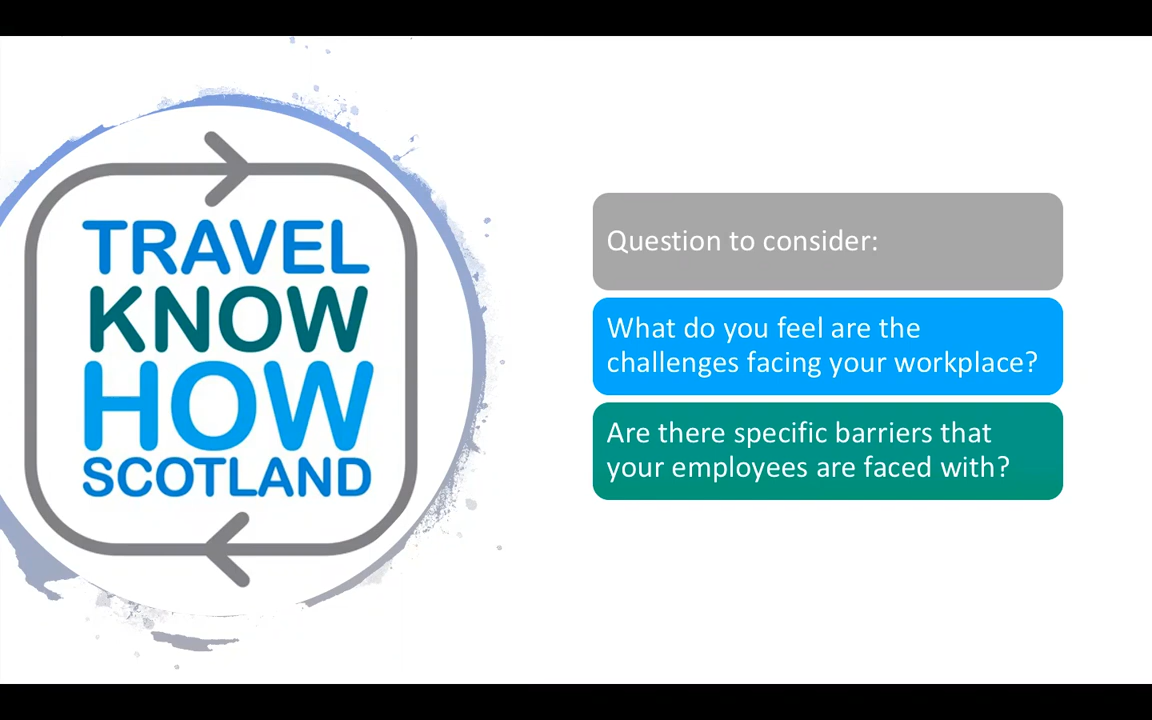 TRAVEL
KNOW
HOW
SCOTLAND
Question to consider:
What do you feel are the
challenges facing your workplace?
Are there specific barriers that
your employees are faced with?